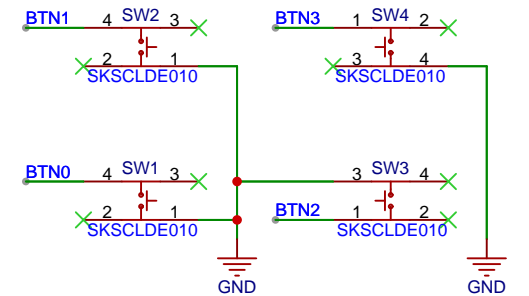 SW2
SW4
BTN1 4 3
BTN3 1 2
2 1
3 4
SKSCLDE010
SKSCLDE010
SW1
SW3
BTN0 4 3
3 4
2 1
BTN2 1 2
SKSCLDE010
SKSCLDE010
GND
GND